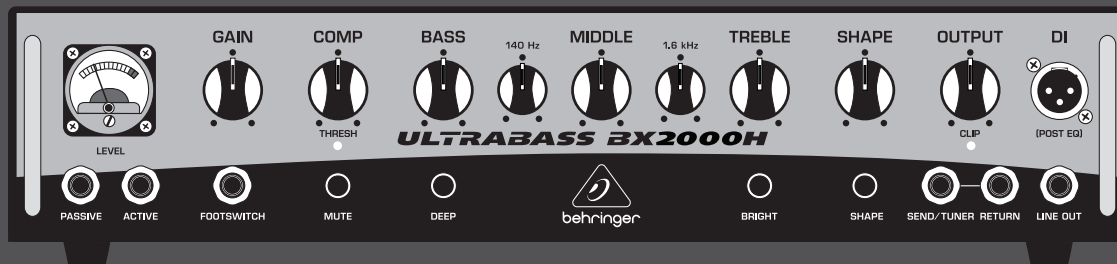 GAIN
COMP
BASS
140 Hz
MIDDLE
1.6 kHz
TREBLE
SHAPE
OUTPUT
DI
THRESH
ULTRABASS BX2000H
CLIP
(POST EQ)
LEVEL
PASSIVE
ACTIVE
FOOTSWITCH
MUTE
DEEP
behringer
BRIGHT
SHAPE
SEND/TUNER
RETURN
LINE OUT